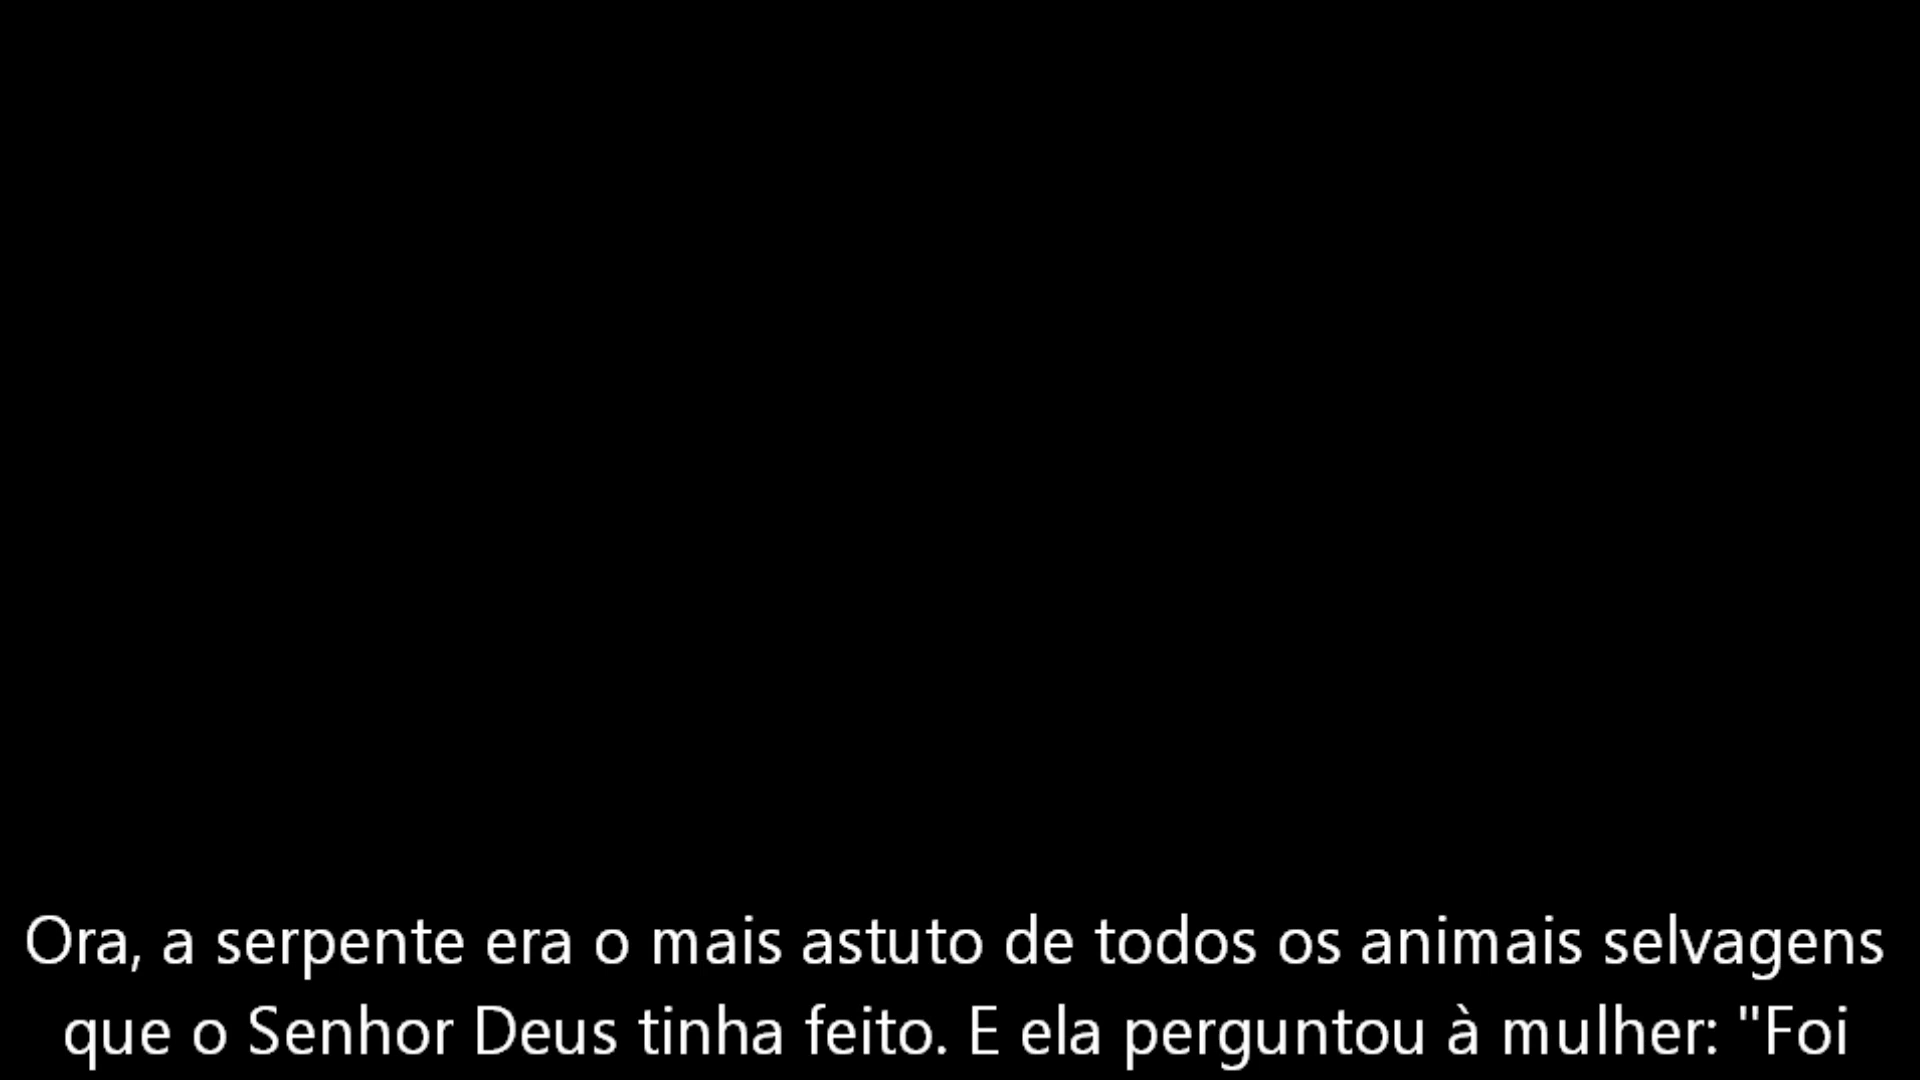 Ora, a serpente era o mais astuto de todos os animais selvagens
que o Senhor Deus tinha feito. E ela perguntou à mulher: "Foi